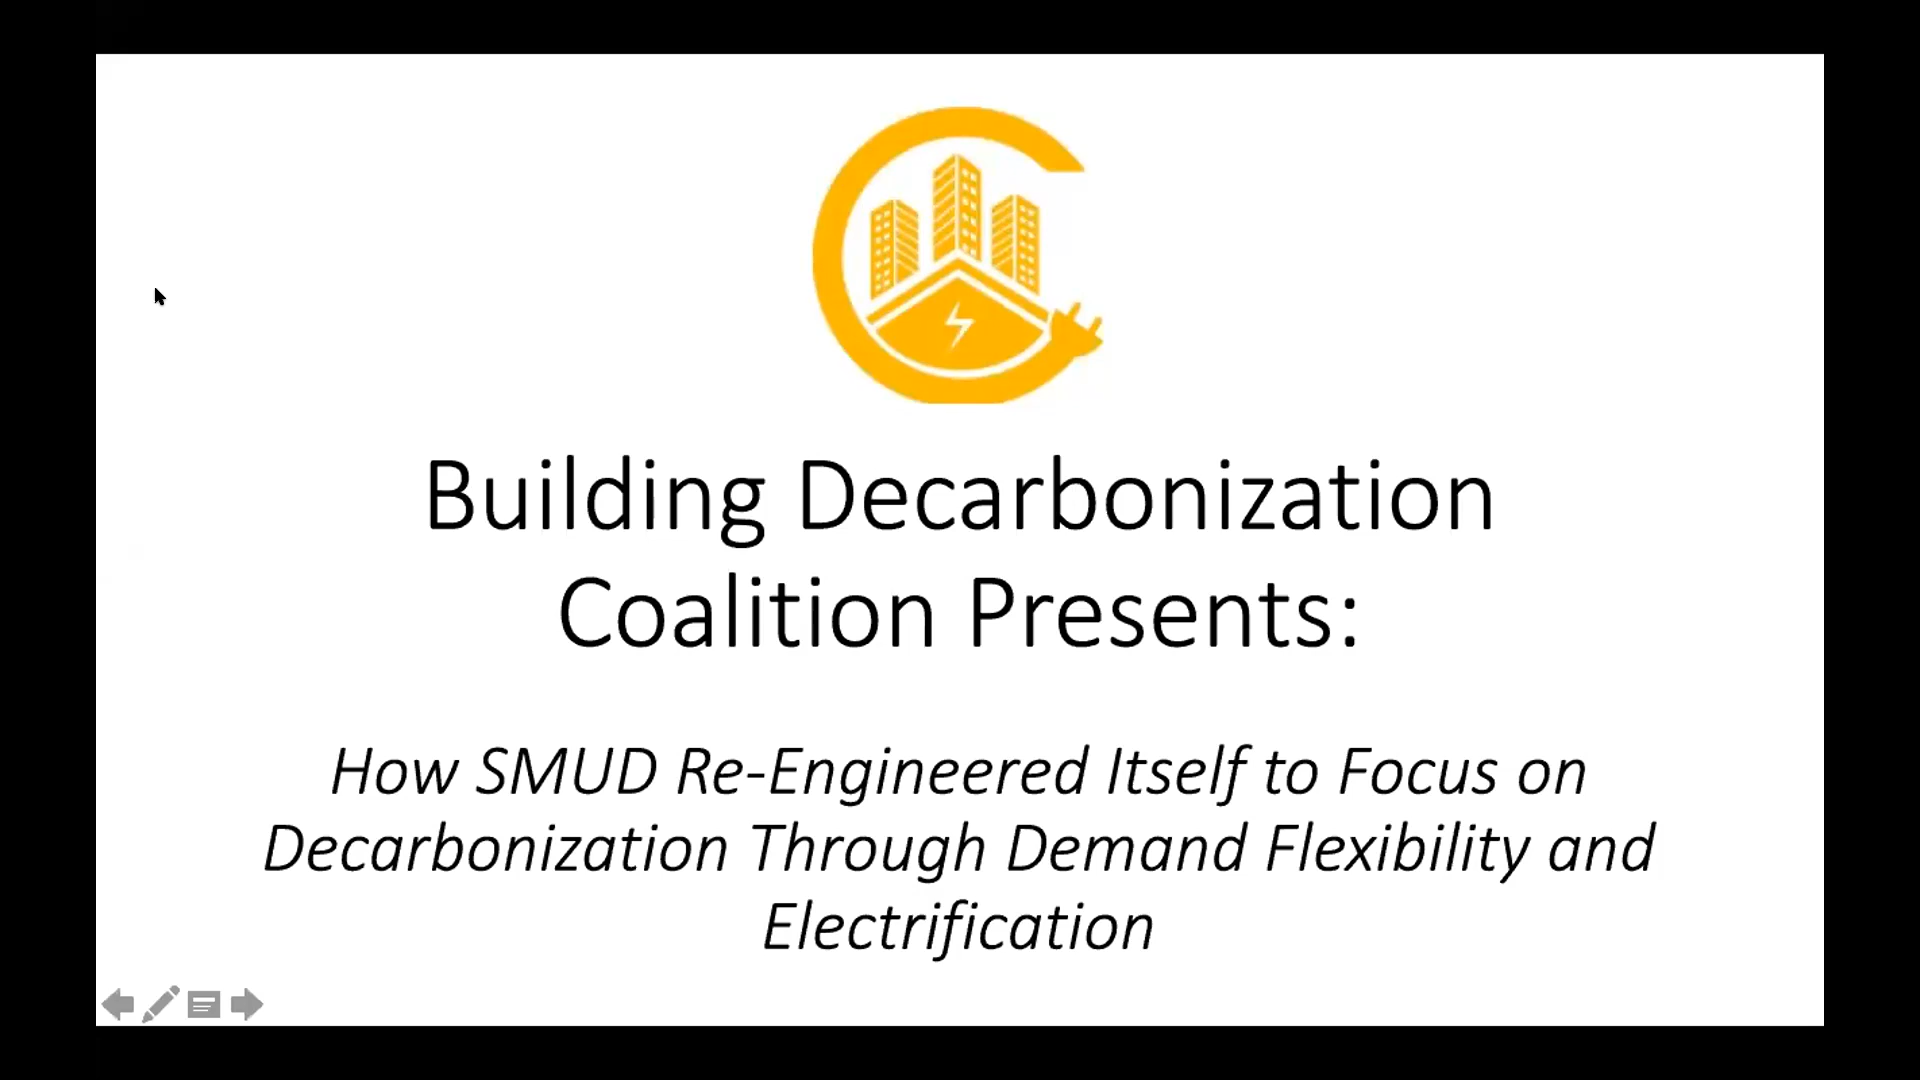 Building Decarbonization
Coalition Presents:
How SMUD Re-Engineered Itself to Focus on
Decarbonization Through Demand Flexibility and
Electrification